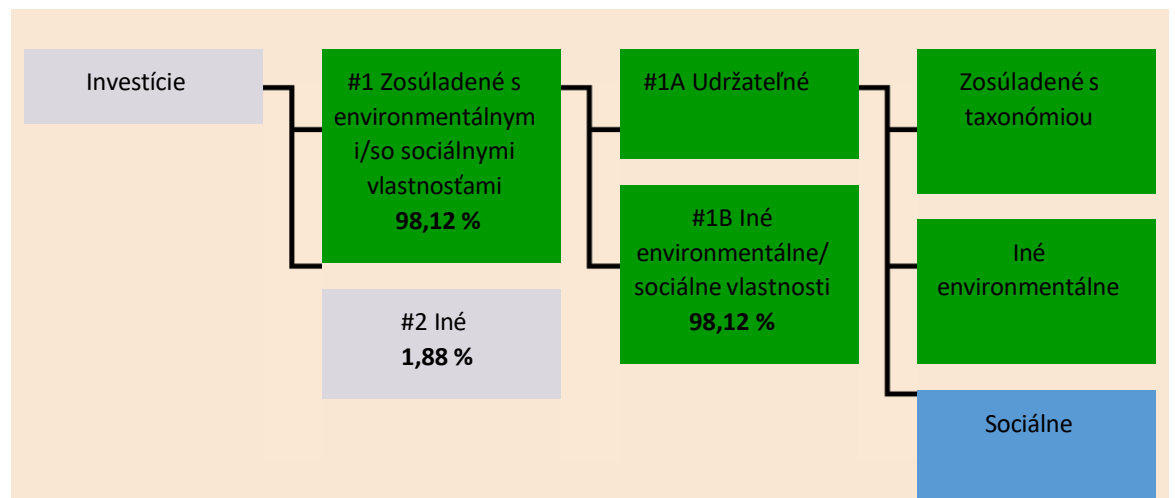 Investície
#1 Zosúladené s
environmentálnym
i/so sociálnymi
vlastnosťami
98,12 %
#2 Iné
1,88 %
#1A Udržateľné
#1B Iné
environmentálne/
sociálne vlastnosti
98,12 %
Zosúladené s
taxonómiou
Iné
environmentálne
Sociálne